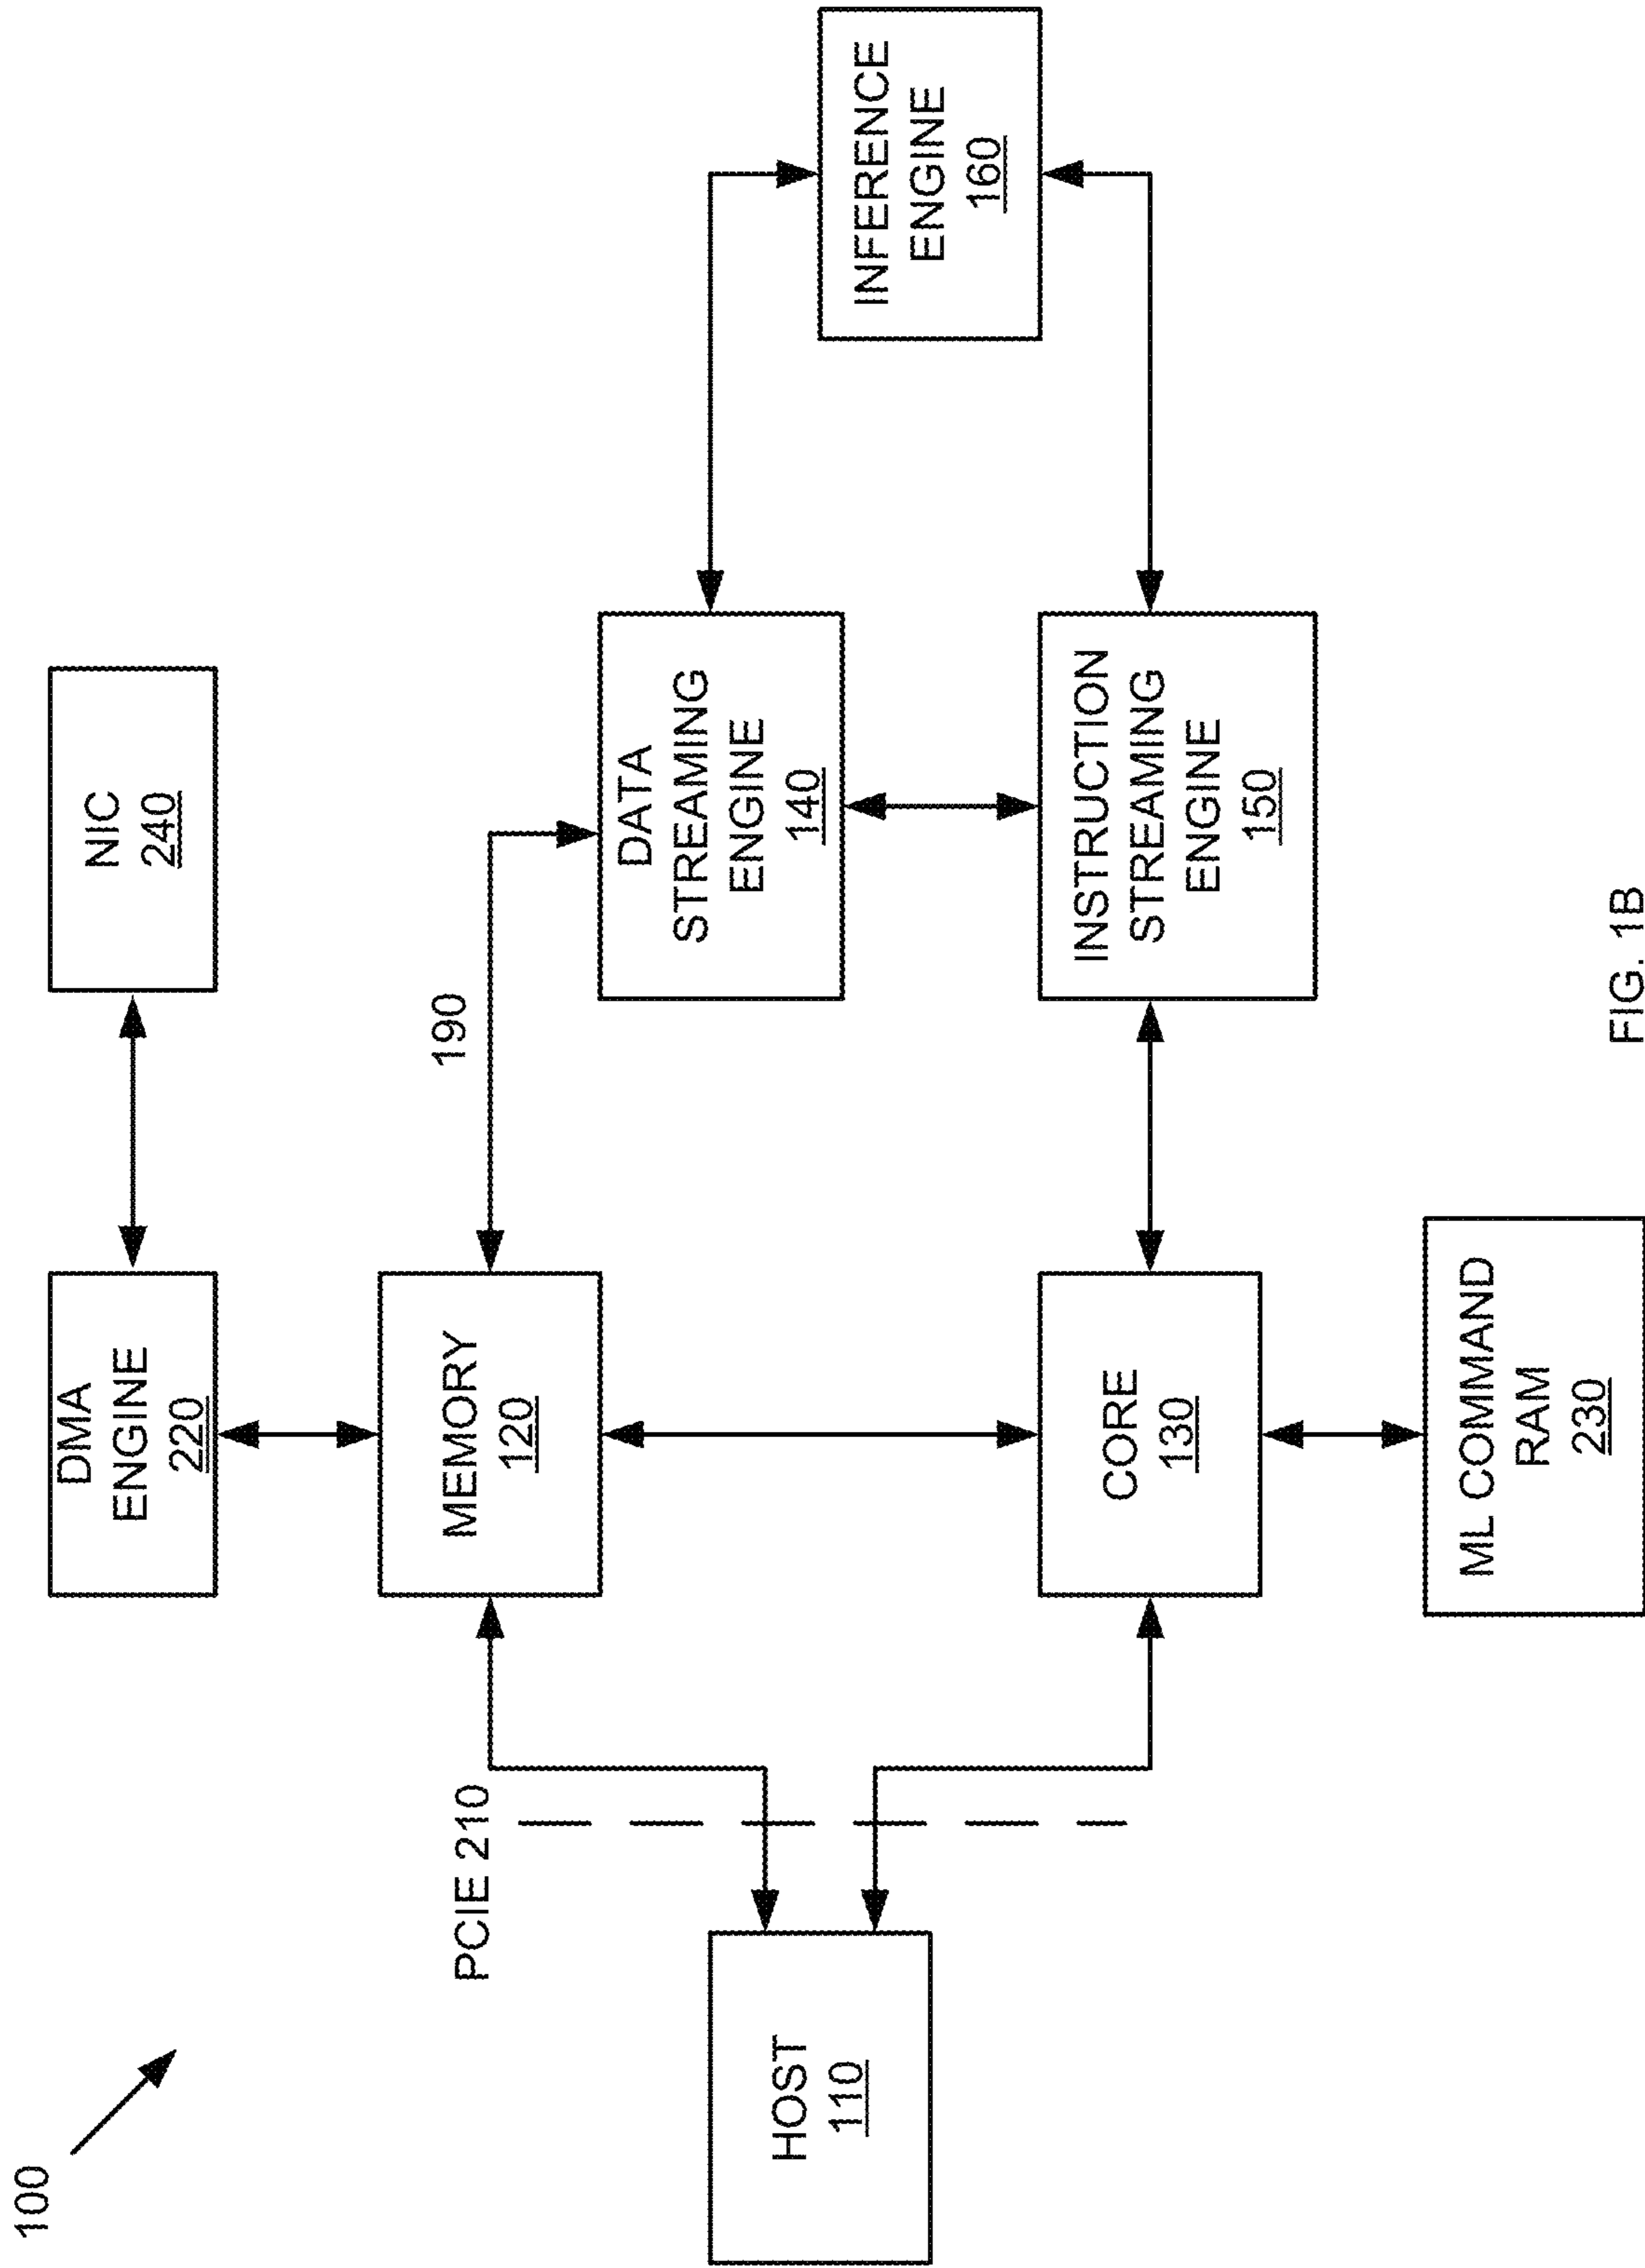 100
DMA
ENGINE
220
NIC
240
190
PCIE 210
MEMORY
120
DATA
STREAMING
ENGINE
140
HOST
110
INFERENCE
ENGINE
160
CORE
130
INSTRUCTION
STREAMING
ENGINE
150
ML COMMAND
RAM
230
FIG. 1B